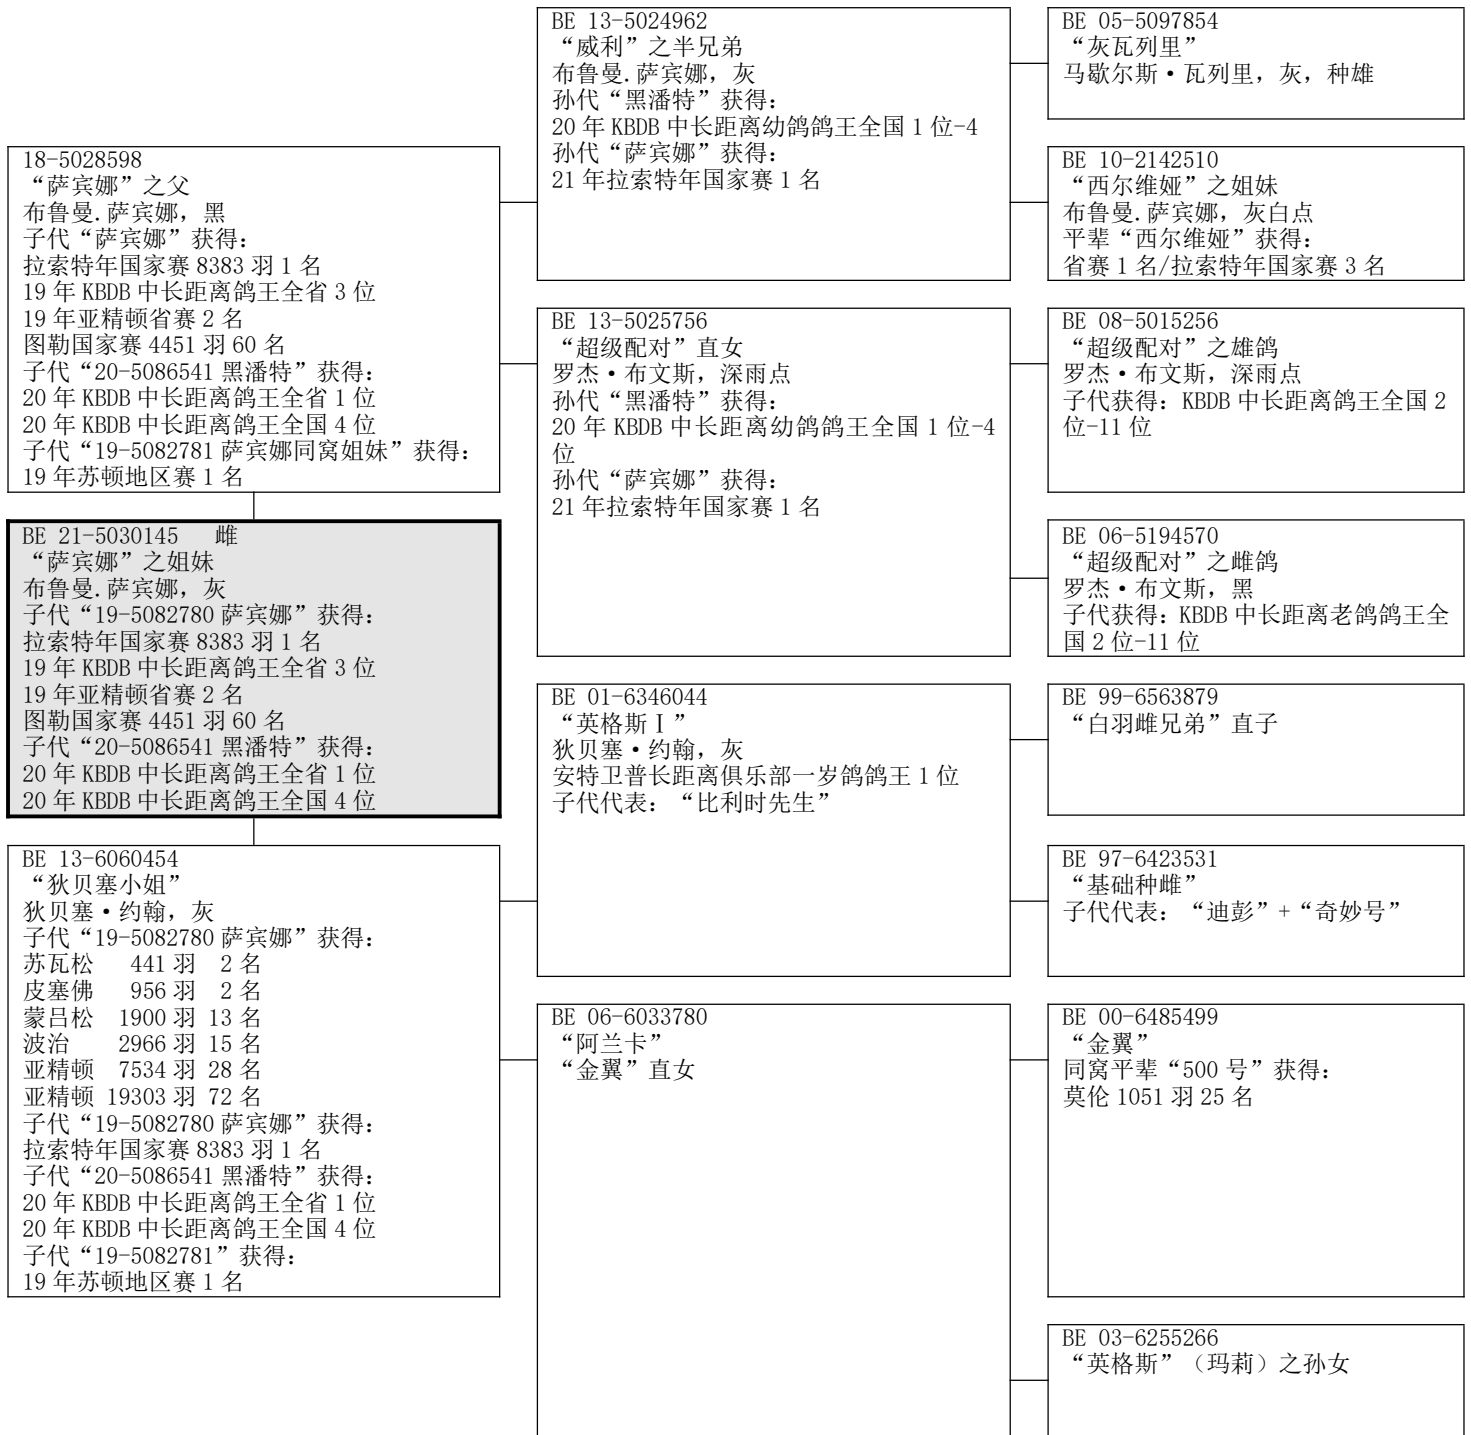 18-5028598
“萨宾娜”之父
布鲁曼.萨宾娜，黑
子代“萨宾娜”获得：
拉索特年国家赛 8383 羽 1 名
19 年 KBDB 中长距离鸽王全省 3 位
19 年亚精顿省赛 2 名
图勒国家赛 4451 羽 60 名
子代“20-5086541 黑潘特”获得：
20 年 KBDB 中长距离鸽王全省 1 位
20 年 KBDB 中长距离鸽王全国 4 位
子代“19-5082781 萨宾娜同窝姐妹”获得：
19 年苏顿地区赛 1 名
BE 21-5030145 雌
“萨宾娜”之姐妹
布鲁曼.萨宾娜，灰
子代“19-5082780 萨宾娜”获得：
拉索特年国家赛 8383 羽 1 名
19 年 KBDB 中长距离鸽王全省 3 位
19 年亚精顿省赛 2 名
图勒国家赛 4451 羽 60 名
子代“20-5086541 黑潘特”获得：
20 年 KBDB 中长距离鸽王全省 1 位
20 年 KBDB 中长距离鸽王全国 4 位
BE 13-6060454
“狄贝塞小姐”
狄贝塞•约翰，灰
子代“19-5082780 萨宾娜”获得：
苏瓦松 441 羽 2 名
皮塞佛 956 羽 2 名
蒙吕松 1900 羽 13 名
波治 2966 羽 15 名
亚精顿 7534 羽 28 名
亚精顿 19303 羽 72 名
子代“19-5082780 萨宾娜”获得：
拉索特年国家赛 8383 羽 1 名
子代“20-5086541 黑潘特”获得：
20 年 KBDB 中长距离鸽王全省 1 位
20 年 KBDB 中长距离鸽王全国 4 位
子代“19-5082781”获得：
19 年苏顿地区赛 1 名
BE 13-5024962
“威利”之半兄弟
布鲁曼.萨宾娜，灰
孙代“黑潘特”获得：
20 年 KBDB 中长距离幼鸽鸽王全国 1 位-4
孙代“萨宾娜”获得：
21 年拉索特年国家赛 1 名
BE 13-5025756
“超级配对”直女
罗杰•布文斯，深雨点
孙代“黑潘特”获得：
20 年 KBDB 中长距离幼鸽鸽王全国 1 位-4
位
孙代“萨宾娜”获得：
21 年拉索特年国家赛 1 名
BE 01-6346044
“英格斯Ⅰ”
狄贝塞•约翰，灰
安特卫普长距离俱乐部一岁鸽鸽王 1 位
子代代表：“比利时先生”
BE 06-6033780
“阿兰卡”
“金翼”直女
BE 05-5097854
“灰瓦列里”
马歇尔斯•瓦列里，灰，种雄
BE 10-2142510
“西尔维娅”之姐妹
布鲁曼.萨宾娜，灰白点
平辈“西尔维娅”获得：
省赛 1 名/拉索特年国家赛 3 名
BE 08-5015256
“超级配对”之雄鸽
罗杰•布文斯，深雨点
子代获得：KBDB 中长距离鸽王全国 2
位-11 位
BE 06-5194570
“超级配对”之雌鸽
罗杰•布文斯，黑
子代获得：KBDB 中长距离老鸽鸽王全
国 2 位-11 位
BE 99-6563879
“白羽雌兄弟”直子
BE 97-6423531
“基础种雌”
子代代表：“迪彭”+“奇妙号”
BE 00-6485499
“金翼”
同窝平辈“500 号”获得：
莫伦 1051 羽 25 名
BE 03-6255266
“英格斯”（玛莉）之孙女